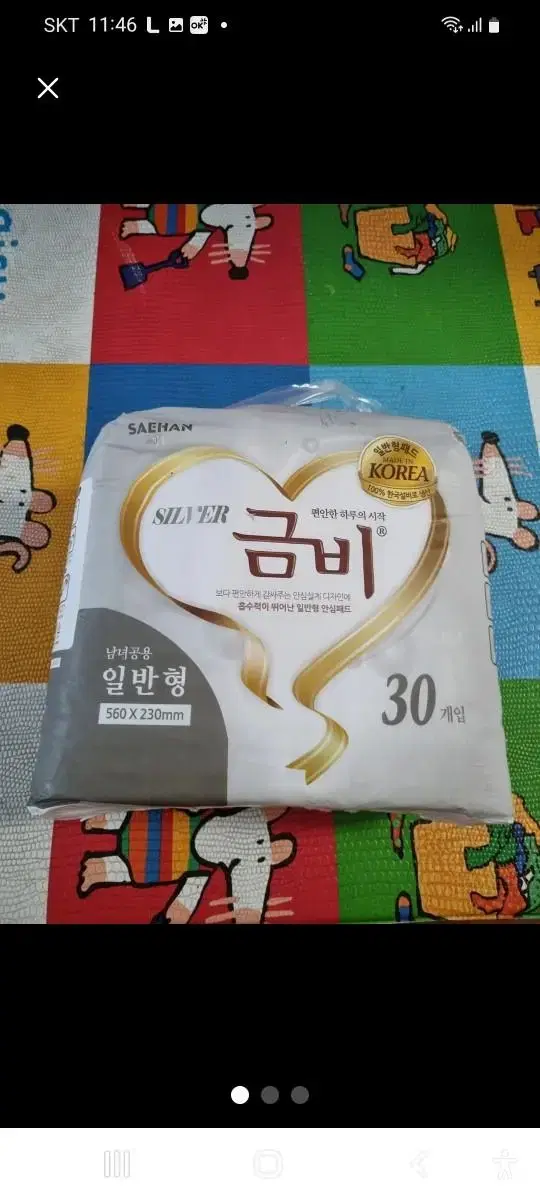 SKT 11:46
SAEHAN
일반형패드
MADE IN
KOREA
100% 한국설비로 생산
SILVER
편안한 하루의 시작
금비®
보다 편안하게 감싸주는 안심설계 디자인에
흡수력이 뛰어난 일반형 안심패드
남녀공용
일반형
560 X 230mm
30개입